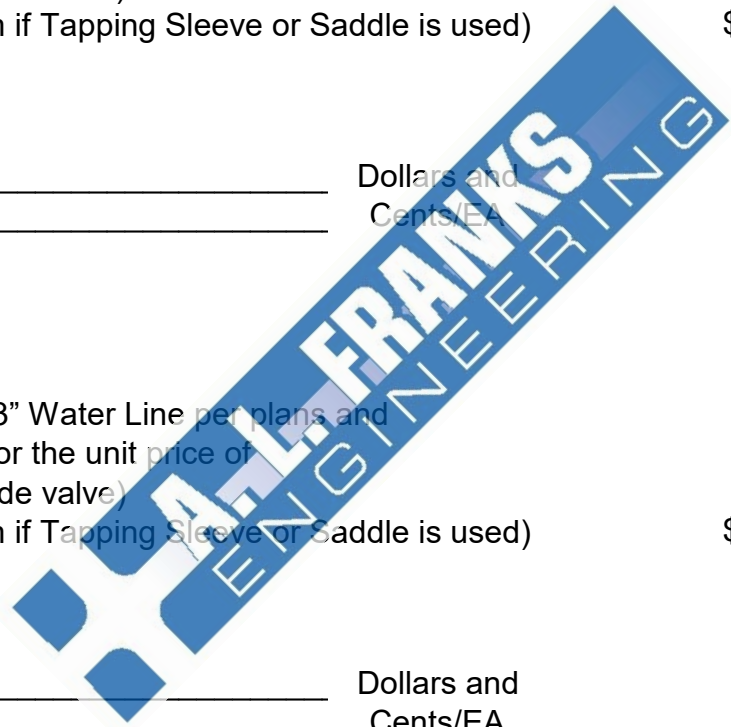 if Tapping Sleeve or Saddle is used) $
Dollars and
Cents/EA
8” Water Line per plans and
or the unit price of
de valve)
if Tapping Sleeve or Saddle is used) $
Dollars and
Cents/EA
A. L. FRANKS
ENGINEERING